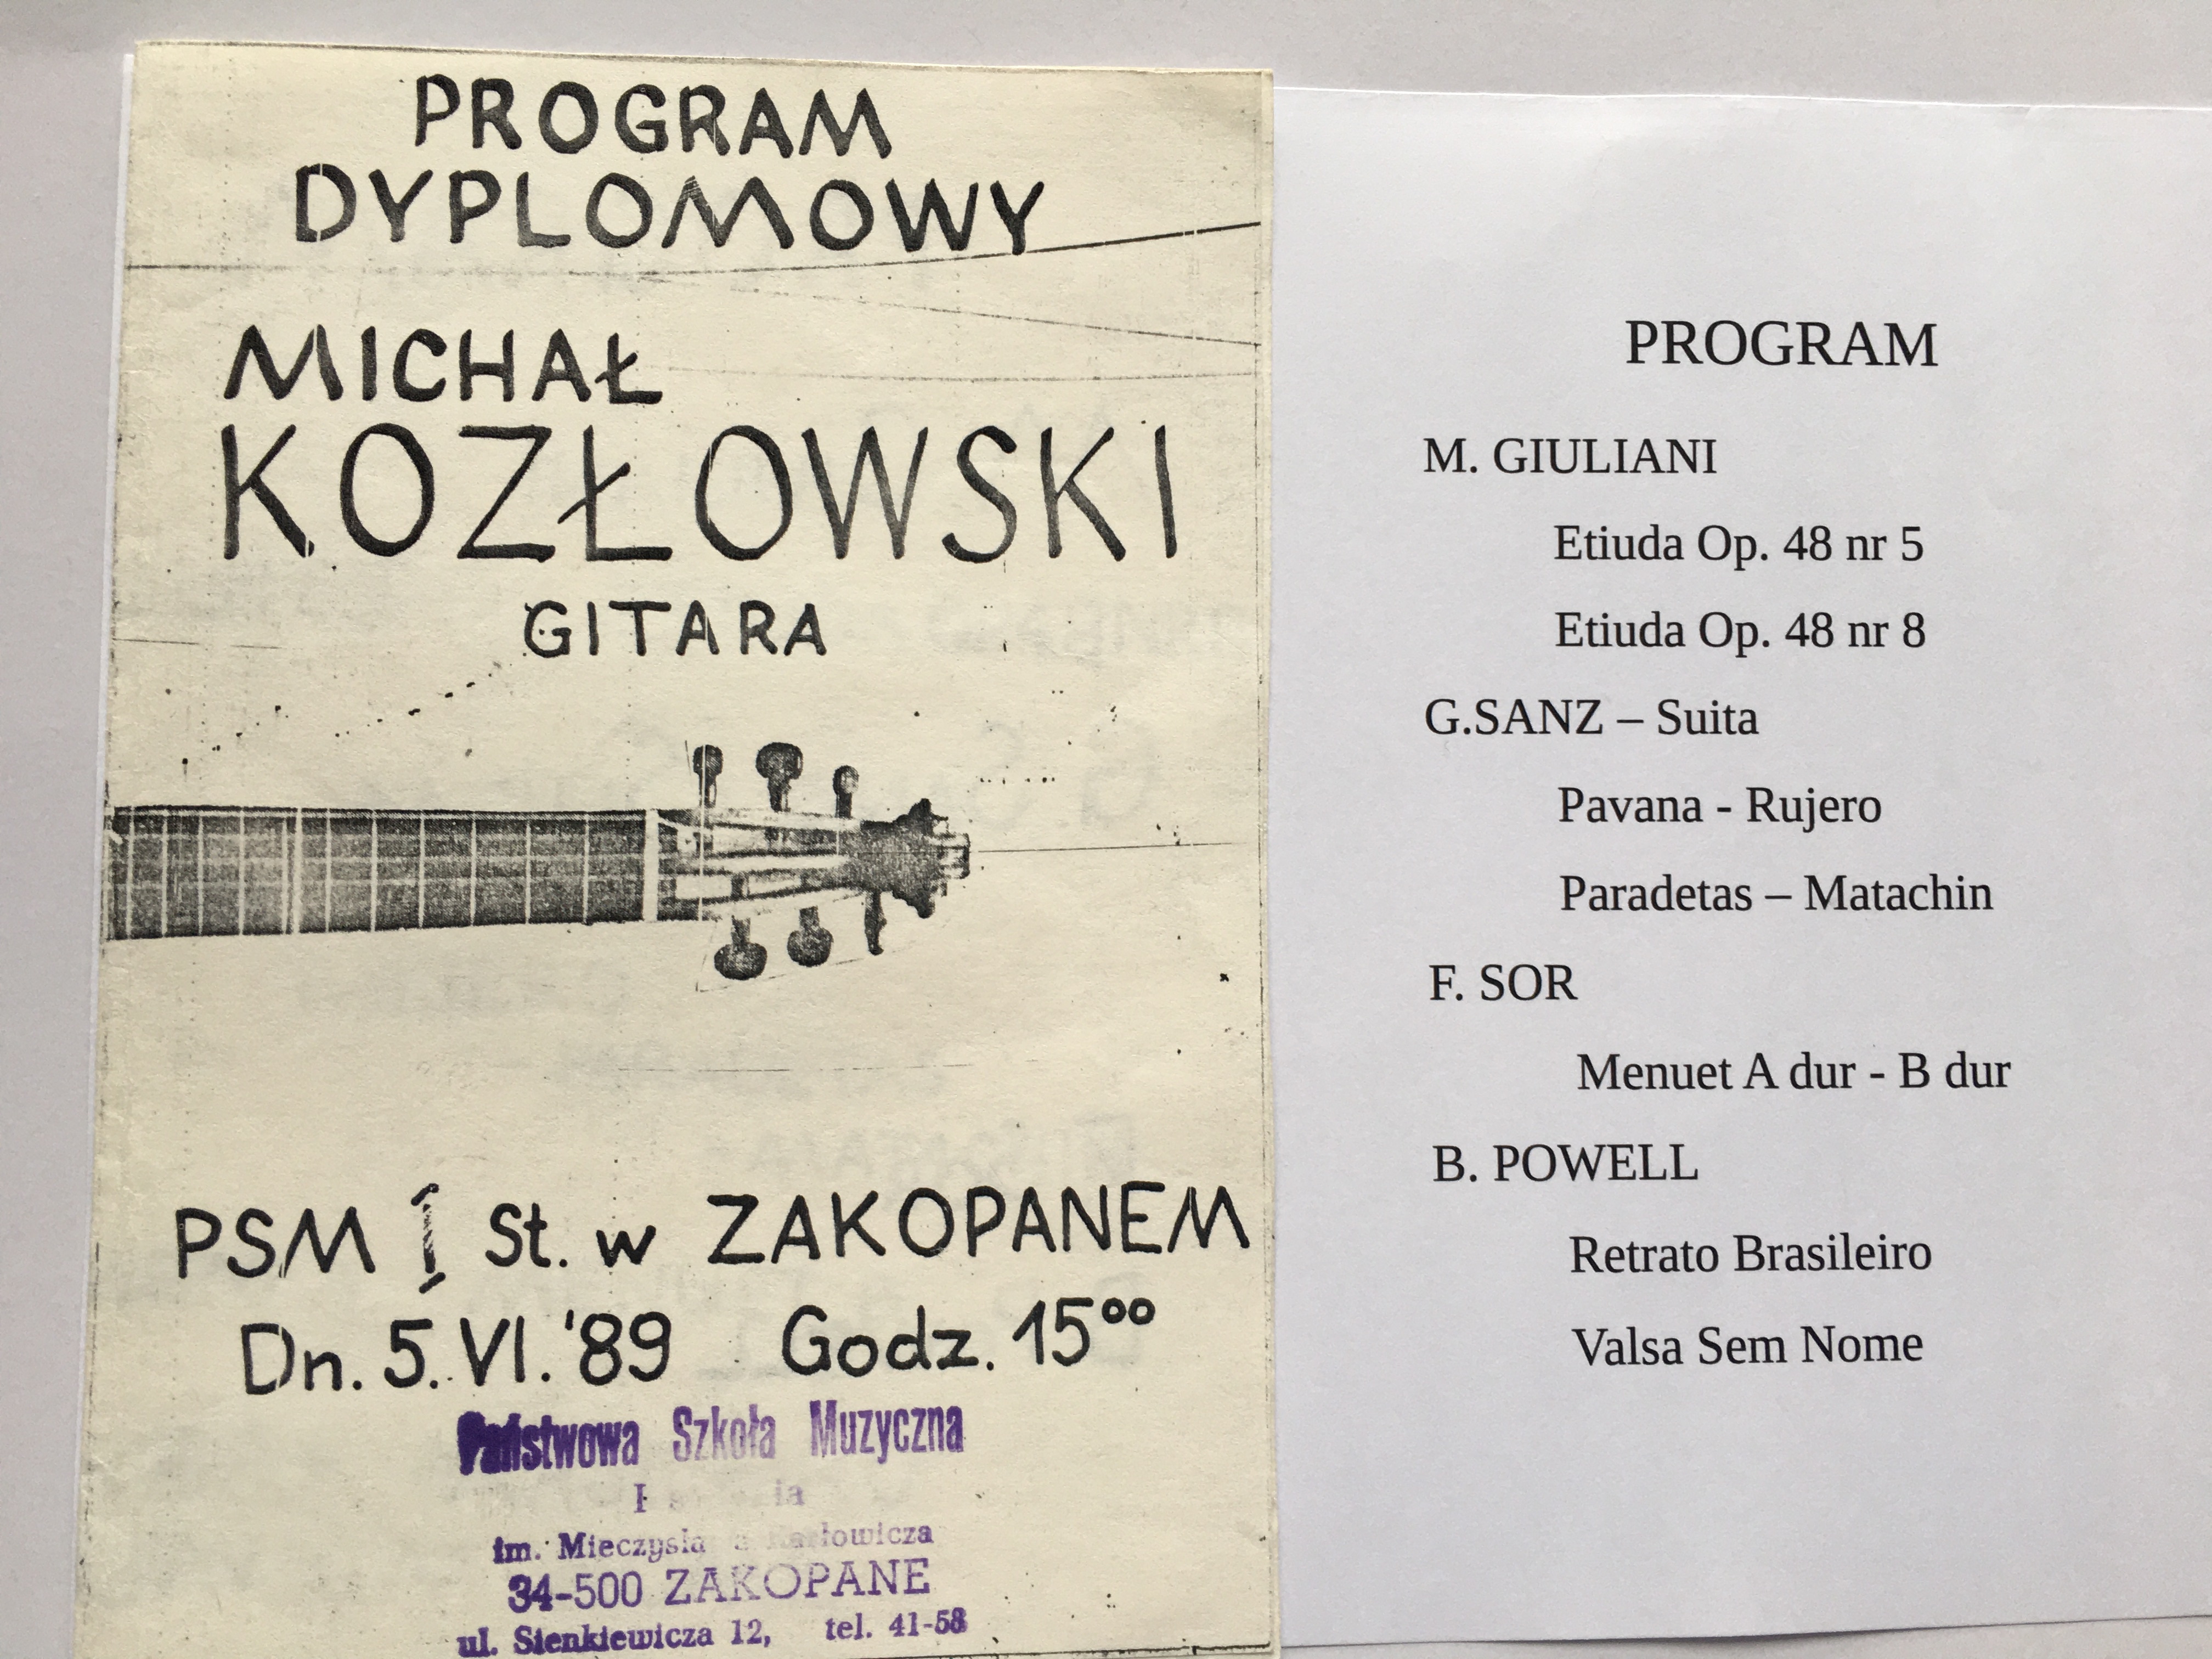 PROGRAM
DYPLOMOWY
MICHAŁ
KOZŁOWSKI
GITARA
PSM I St. w ZAKOPANEM
Dn. 5.VI.'89 Godz. 15⁰⁰
Państwowa Szkoła Muzyczna
I
im.
34-500 ZAKOPANE
ul. Sienkiewicza 12, tel. 41-58
PROGRAM
M. GIULIANI
Etiuda Op. 48 nr 5
Etiuda Op. 48 nr 8
G.SANZ – Suita
Pavana - Rujero
Paradetas – Matachin
F. SOR
Menuet A dur - B dur
B. POWELL
Retrato Brasileiro
Valsa Sem Nome